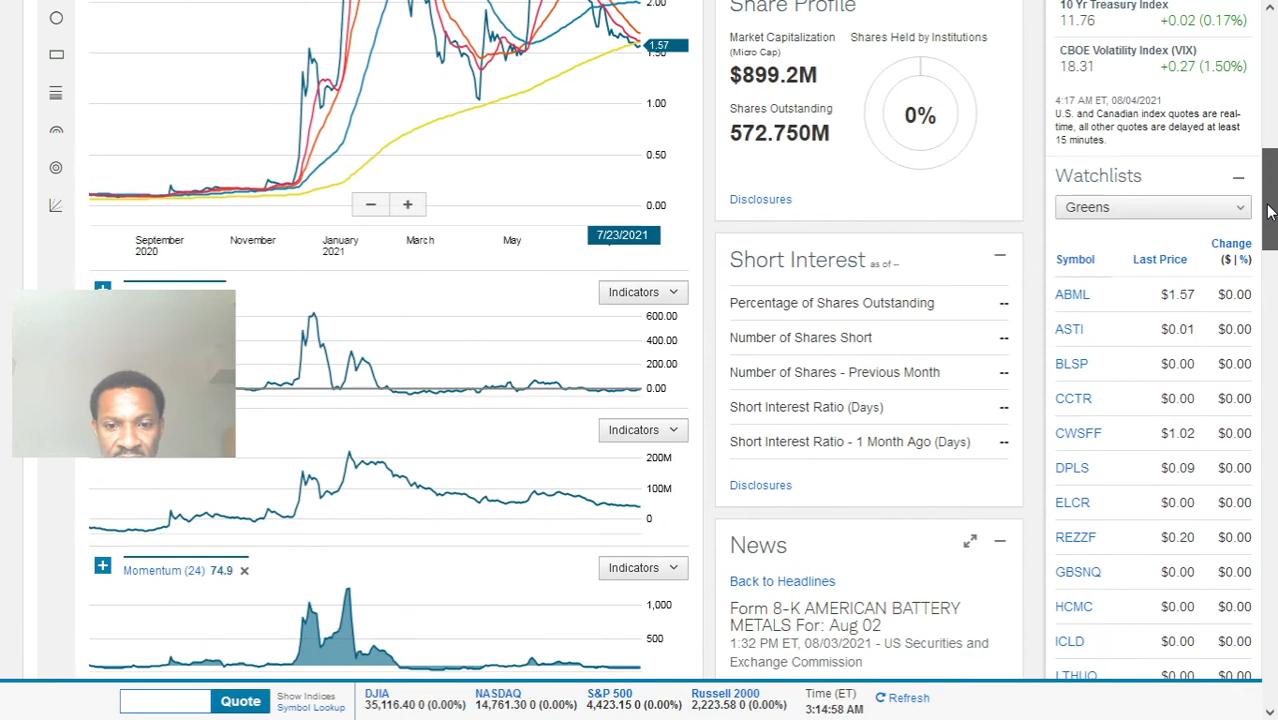 2.00
1.57
1.50
1.00
0.50
0.00
September
2020
November
January
2021
March
May
7/23/2021
Indicators
600.00
400.00
200.00
0.00
Indicators
200M
100M
0
Momentum (24) 74.9
Indicators
1,000
500
Share Profile
Market Capitalization
(Micro Cap)
$899.2M
Shares Outstanding
572.750M
Shares Held by Institutions
0%
Disclosures
Short Interest as of --
Percentage of Shares Outstanding --
Number of Shares Short --
Number of Shares - Previous Month --
Short Interest Ratio (Days) --
Short Interest Ratio - 1 Month Ago (Days) --
Disclosures
News
Back to Headlines
Form 8-K AMERICAN BATTERY
METALS For: Aug 02
1:32 PM ET, 08/03/2021 - US Securities and
Exchange Commission
10 Yr Treasury Index
11.76 +0.02 (0.17%)
CBOE Volatility Index (VIX)
18.31 +0.27 (1.50%)
4:17 AM ET, 08/04/2021
U.S. and Canadian index quotes are real-
time, all other quotes are delayed at least
15 minutes.
Watchlists
Greens
Symbol Last Price Change
($ | %)
ABML $1.57 $0.00
ASTI $0.01 $0.00
BLSP $0.00 $0.00
CCTR $0.00 $0.00
CWSFF $1.02 $0.00
DPLS $0.09 $0.00
ELCR $0.00 $0.00
REZZF $0.20 $0.00
GBSNQ $0.00 $0.00
HCMC $0.00 $0.00
ICLD $0.00 $0.00
LTHUQ $0.00 $0.00
Quote
Show Indices
Symbol Lookup
DJIA
35,116.40 0 (0.00%)
NASDAQ
14,761.30 0 (0.00%)
S&P 500
4,423.15 0 (0.00%)
Russell 2000
2,223.58 0 (0.00%)
Time (ET)
3:14:58 AM
Refresh